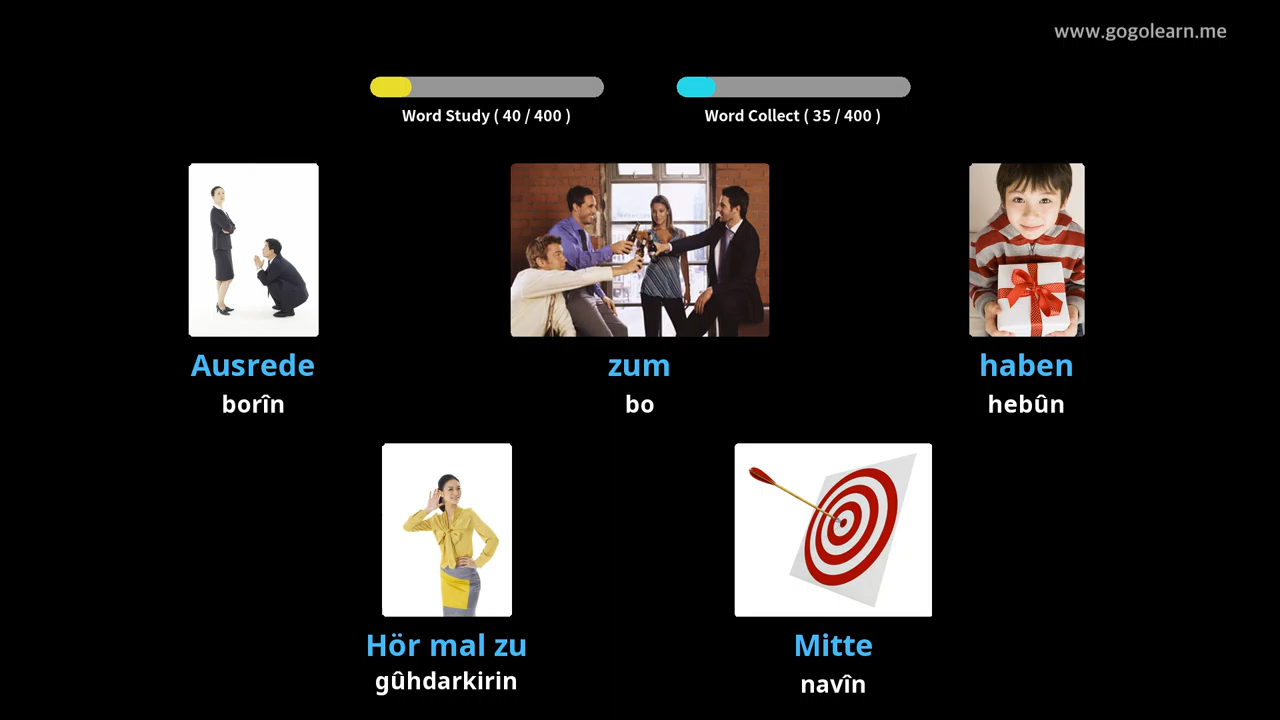 www.gogolearn.me
Word Study ( 40 / 400 )
Word Collect ( 35 / 400 )
Ausrede
borîn
zum
bo
haben
hebûn
Hör mal zu
gûhdarkirin
Mitte
navîn